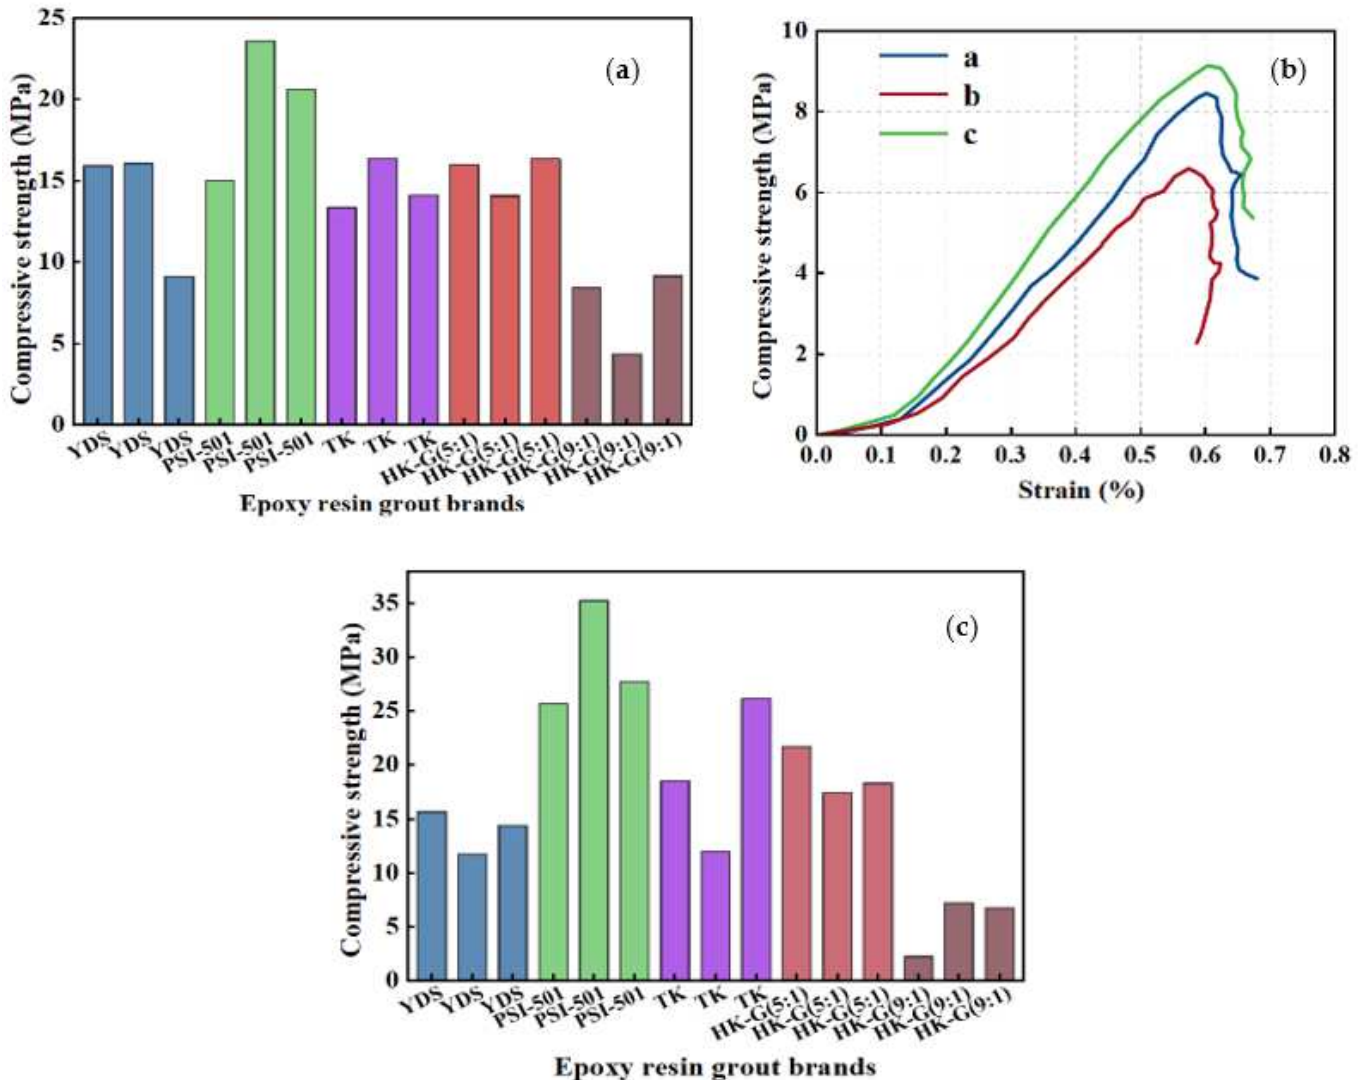 25
20
15
10
5
0
Compressive strength (MPa)
(a)
YDS
YDS
YDS
PSI-501
PSI-501
PSI-501
TK
TK
TK
HK-G(5:1)
HK-G(5:1)
HK-G(5:1)
HK-G(9:1)
HK-G(9:1)
HK-G(9:1)
Epoxy resin grout brands
10
8
6
4
2
0
Compressive strength (MPa)
a
b
c
(b)
0.0 0.1 0.2 0.3 0.4 0.5 0.6 0.7 0.8
Strain (%)
35
30
25
20
15
10
5
0
Compressive strength (MPa)
(c)
YDS
YDS
YDS
PSI-501
PSI-501
PSI-501
TK
TK
TK
HK-G(5:1)
HK-G(5:1)
HK-G(5:1)
HK-G(9:1)
HK-G(9:1)
HK-G(9:1)
Epoxy resin grout brands